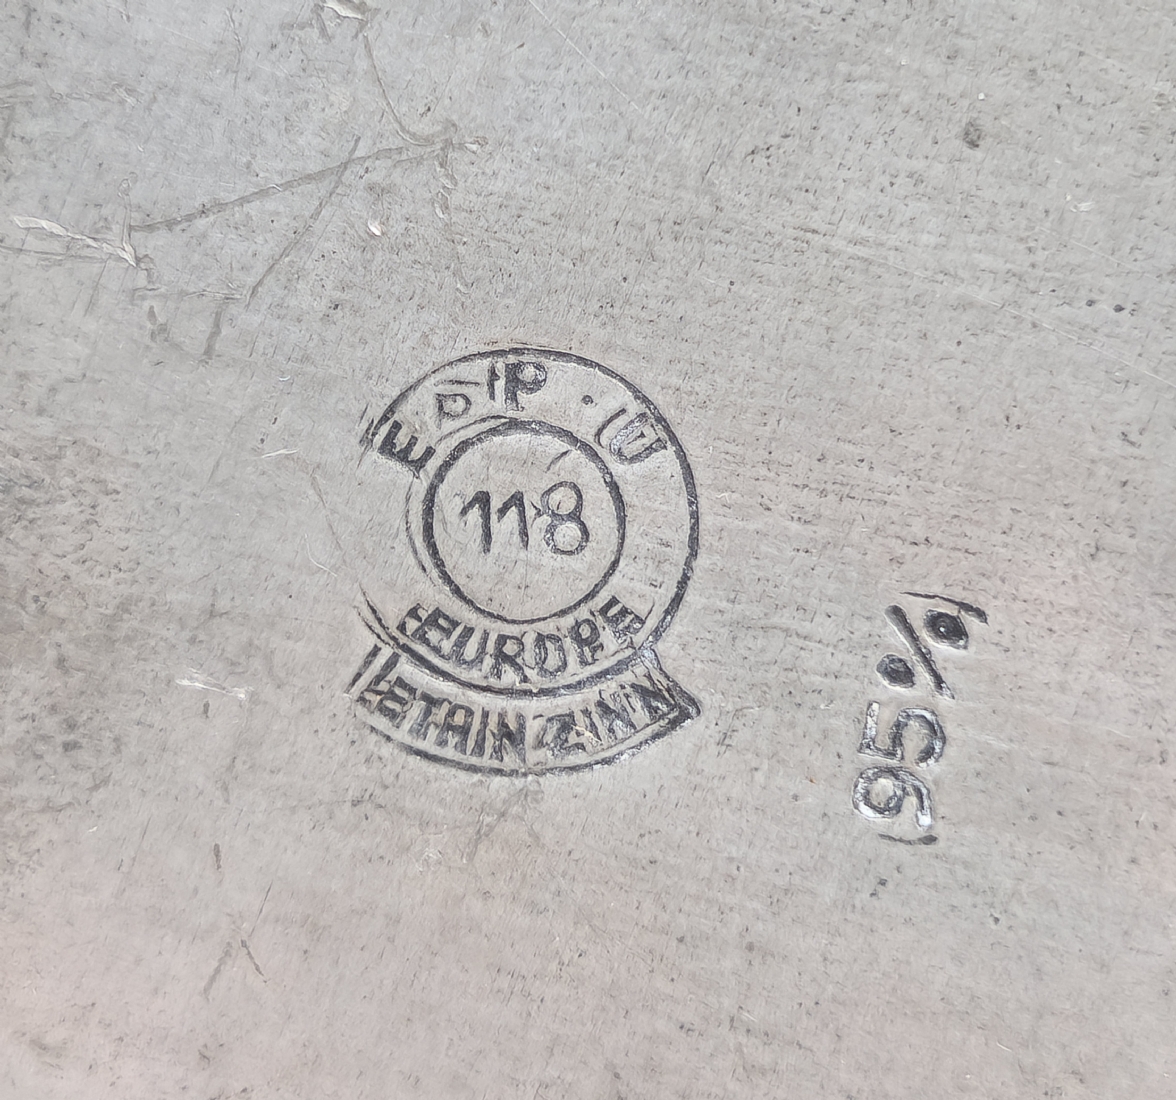 118
EUROPE
ETAIN ZINN
95%